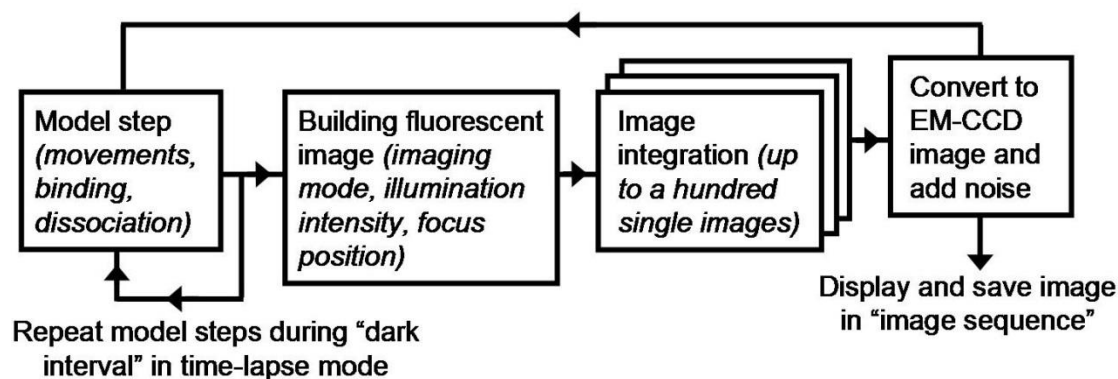 Model step
(movements,
binding,
dissociation)
Building fluorescent
image (imaging
mode, illumination
intensity, focus
position)
Image
integration (up
to a hundred
single images)
Convert to
EM-CCD
image and
add noise
Repeat model steps during “dark
interval” in time-lapse mode
Display and save image
in “image sequence”